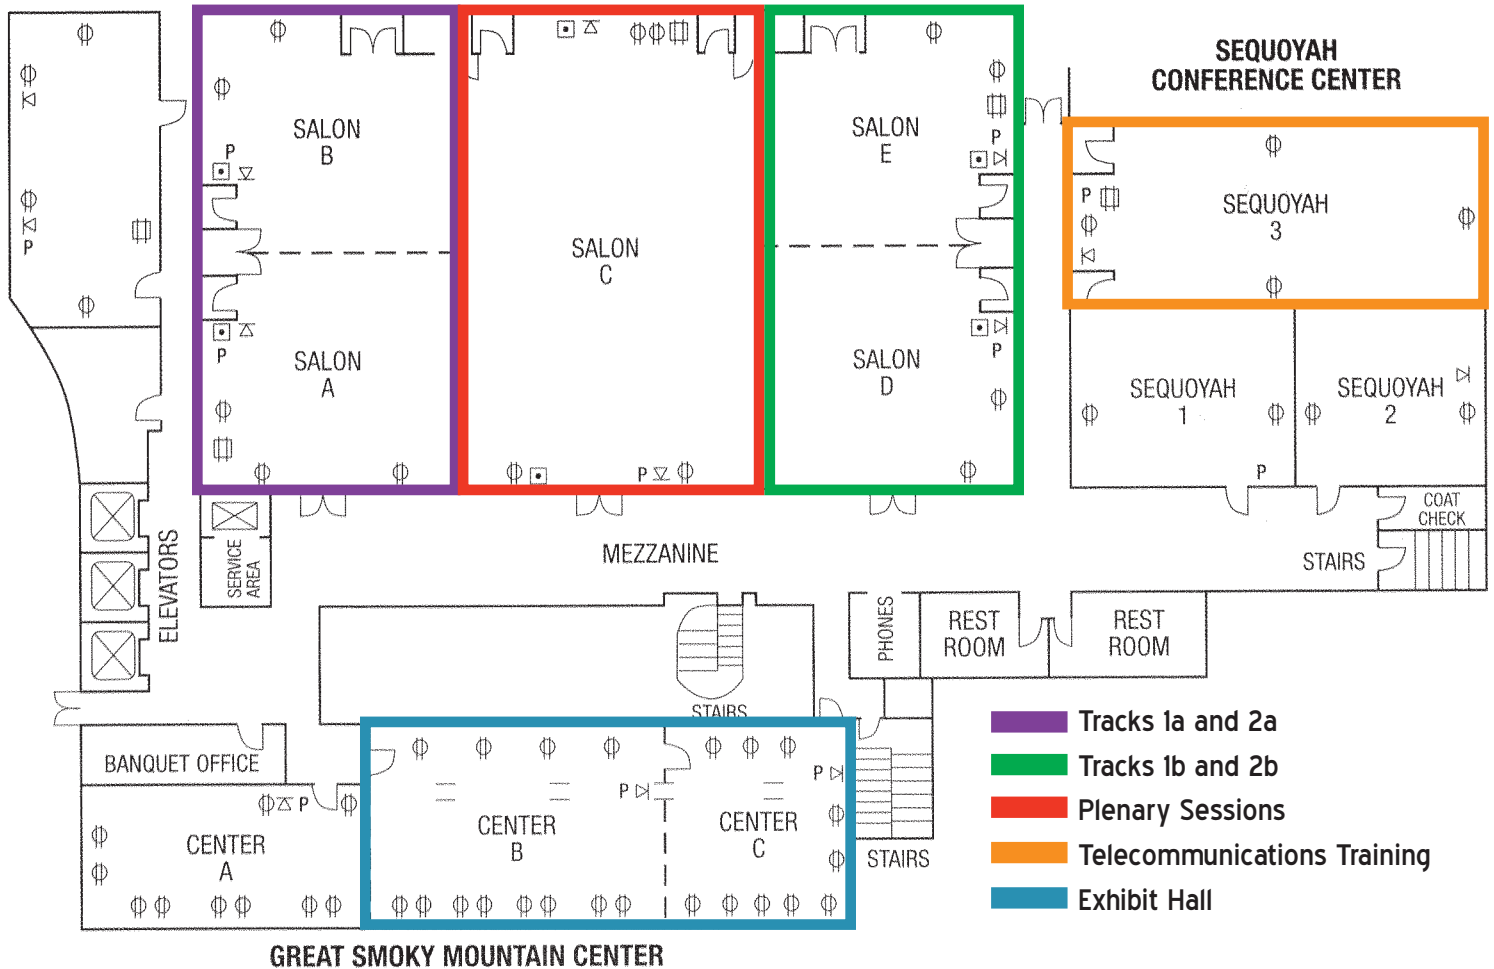 SEQUOYAH
CONFERENCE CENTER
SALON
B
P
SALON
E
P
P
SEQUOYAH
3
P
SALON
C
P
SALON
A
P
SALON
D
SEQUOYAH
1
SEQUOYAH
2
P
P
COAT
CHECK
ELEVATORS
SERVICE
AREA
MEZZANINE
STAIRS
PHONES
REST
ROOM
REST
ROOM
STAIRS
BANQUET OFFICE
P
CENTER
A
P
CENTER
B
P
CENTER
C
STAIRS
Tracks 1a and 2a
Tracks 1b and 2b
Plenary Sessions
Telecommunications Training
Exhibit Hall
GREAT SMOKY MOUNTAIN CENTER